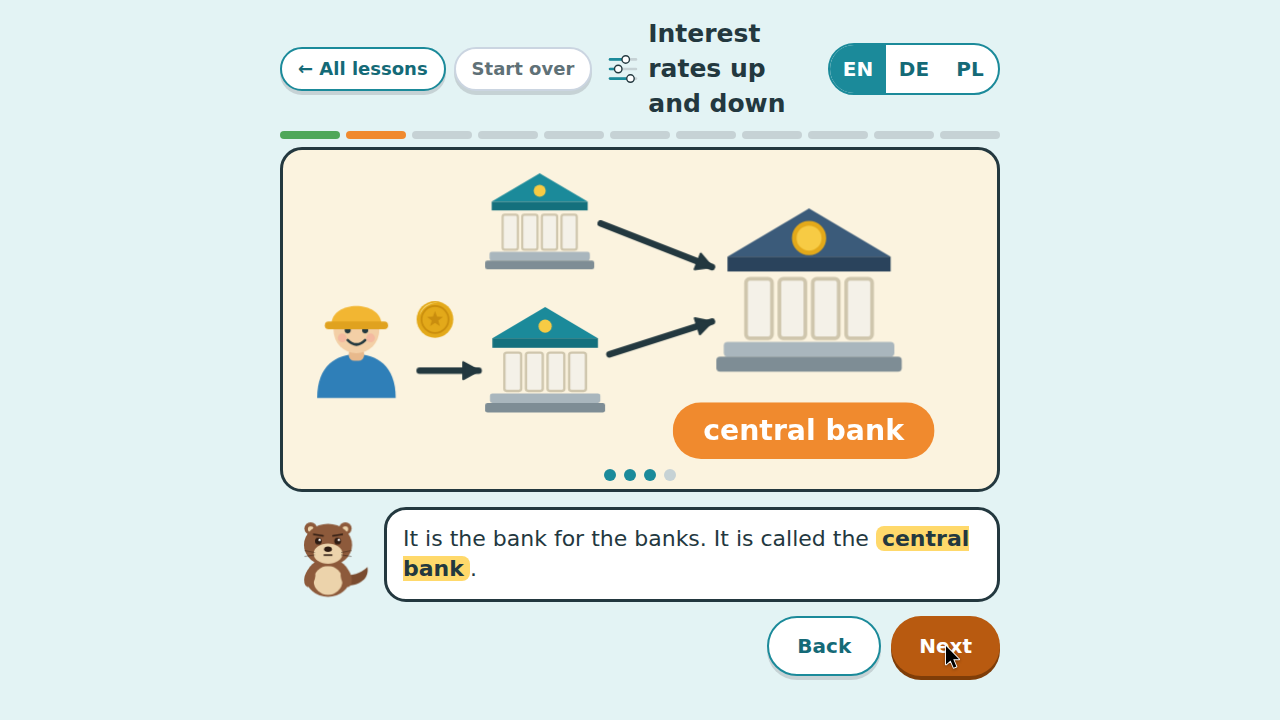 ← All lessons
Start over
Interest
rates up
and down
EN DE PL
central bank
It is the bank for the banks. It is called the central
bank.
Back
Next